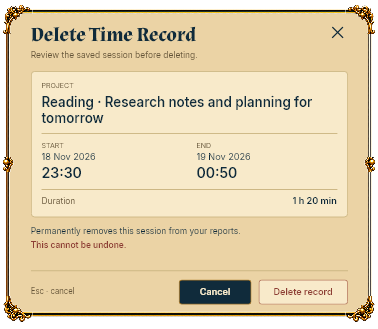 Delete Time Record
Review the saved session before deleting.
PROJECT
Reading · Research notes and planning for
tomorrow
START
18 Nov 2026
23:30
END
19 Nov 2026
00:50
Duration
1 h 20 min
Permanently removes this session from your reports.
This cannot be undone.
Esc · cancel
Cancel
Delete record